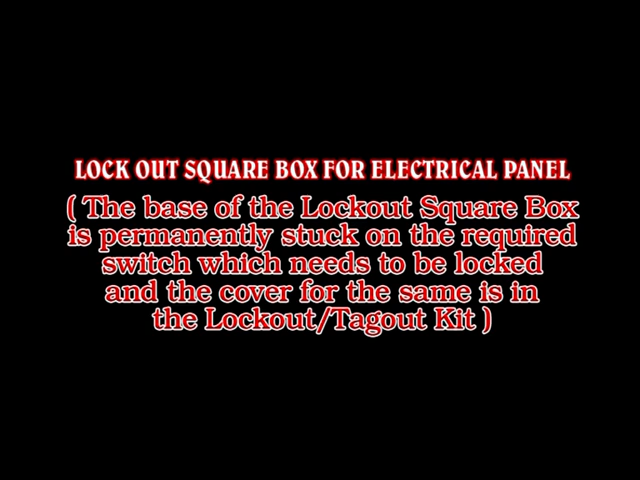 LOCK OUT SQUARE BOX FOR ELECTRICAL PANEL
( The base of the Lockout Square Box
is permanently stuck on the required
switch which needs to be locked
and the cover for the same is in
the Lockout/Tagout Kit )